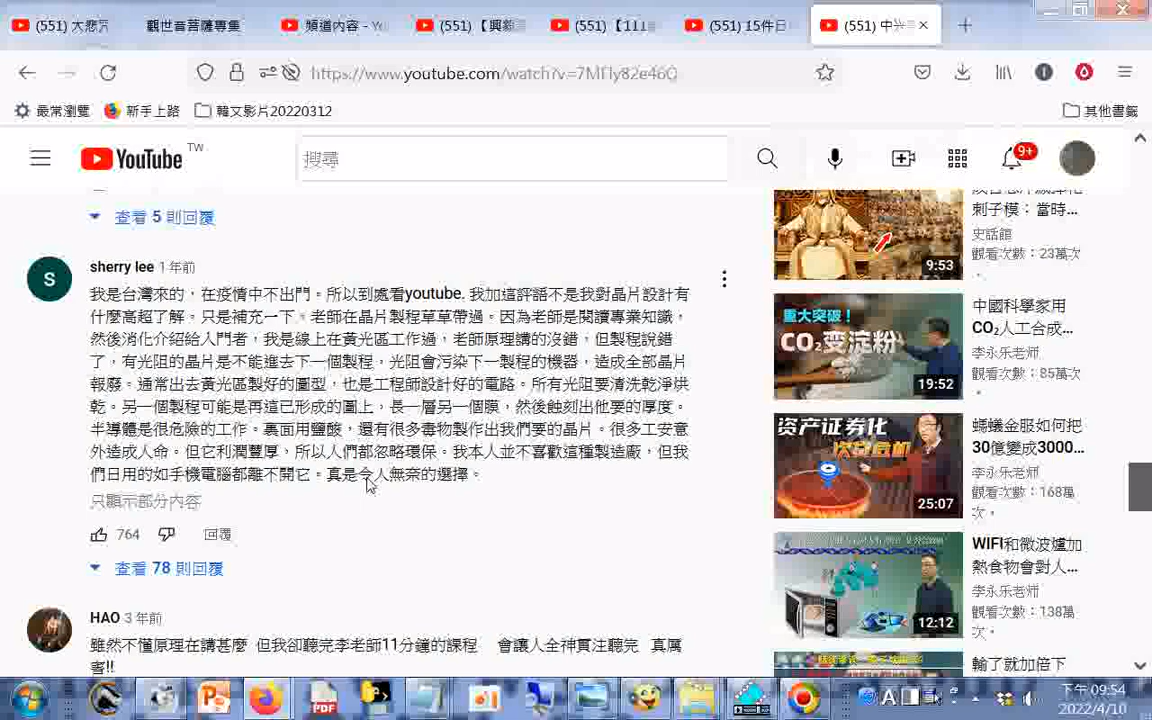 (551) 大悲
觀世音菩薩專集
頻道內容 - Yo
(551) 【興
(551) 【111
(551) 15件日
(551) 中
https://www.youtube.com/watch?v=7MFly82e46Q
最常瀏覽
新手上路
韓文影片20220312
其他書籤
YouTube TW
搜尋
9+
查看 5 則回覆
S
sherry lee 1 年前
我是台灣來的，在疫情中不出門。所以到處看youtube. 我加這評語不是我對晶片設計有
什麼高超了解。只是補充一下。老師在晶片製程草草帶過。因為老師是閱讀專業知識，
然後消化介紹給入門者，我是線上在黃光區工作過，老師原理講的沒錯，但製程說錯
了，有光阻的晶片是不能進去下一個製程，光阻會污染下一製程的機器，造成全部晶片
報廢。通常出去黃光區製好的圖型，也是工程師設計好的電路。所有光阻要清洗乾淨烘
乾。另一個製程可能是再這已形成的圖上，長一層另一個膜，然後蝕刻出他要的厚度。
半導體是很危險的工作。裏面用鹽酸，還有很多毒物製作出我們要的晶片。很多工安意
外造成人命。但它利潤豐厚，所以人們都忽略環保。我本人並不喜歡這種製造廠，但我
們日用的如手機電腦都離不開它。真是令人無奈的選擇。
只顯示部分內容
764
回覆
查看 78 則回覆
HAO 3 年前
雖然不懂原理在講甚麼 但我卻聽完李老師11分鐘的課程 會讓人全神貫注聽完 真厲
害!!
刺子模：當時...
史話館
觀看次數：23萬次
9:53
重大突破！
CO₂变淀粉
19:52
中國科學家用
CO₂人工合成...
李永乐老师
觀看次數：85萬次
资产证券化
次贷危机
25:07
螞蟻金服如何把
30億變成3000...
李永乐老师
觀看次數：168萬
次
12:12
WIFI和微波爐加
熱食物會對人...
李永乐老师
觀看次數：138萬
次
輸了就加倍下
PDF
A
下午 09:54
2022/4/10